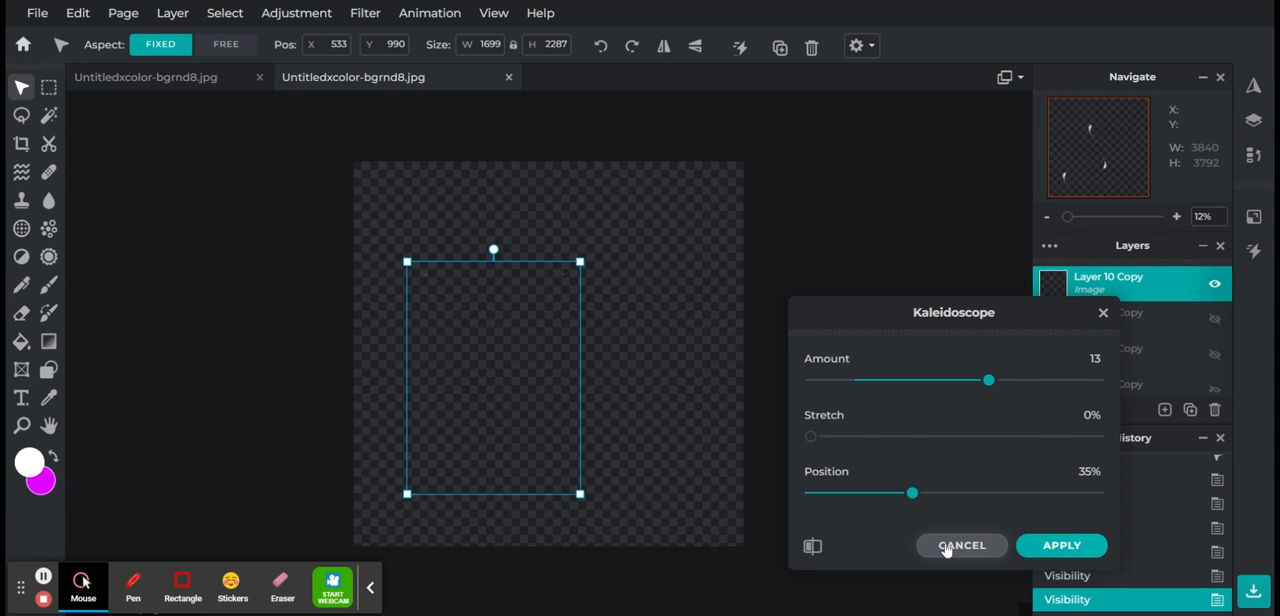 File Edit Page Layer Select Adjustment Filter Animation View Help
Aspect: FIXED FREE Pos: X 533 Y 990 Size: W 1699 H 2287
Untitledxcolor-bgrnd8.jpg × Untitledxcolor-bgrnd8.jpg ×
Navigate
X:
Y:
W: 3840
H: 3792
- + 12%
Layers
Layer 10 Copy
Image
Copy
Copy
Copy
Kaleidoscope
Amount 13
Stretch 0%
Position 35%
CANCEL APPLY
History
Visibility
Visibility
T
Mouse Pen Rectangle Stickers Eraser START
WEBCAM